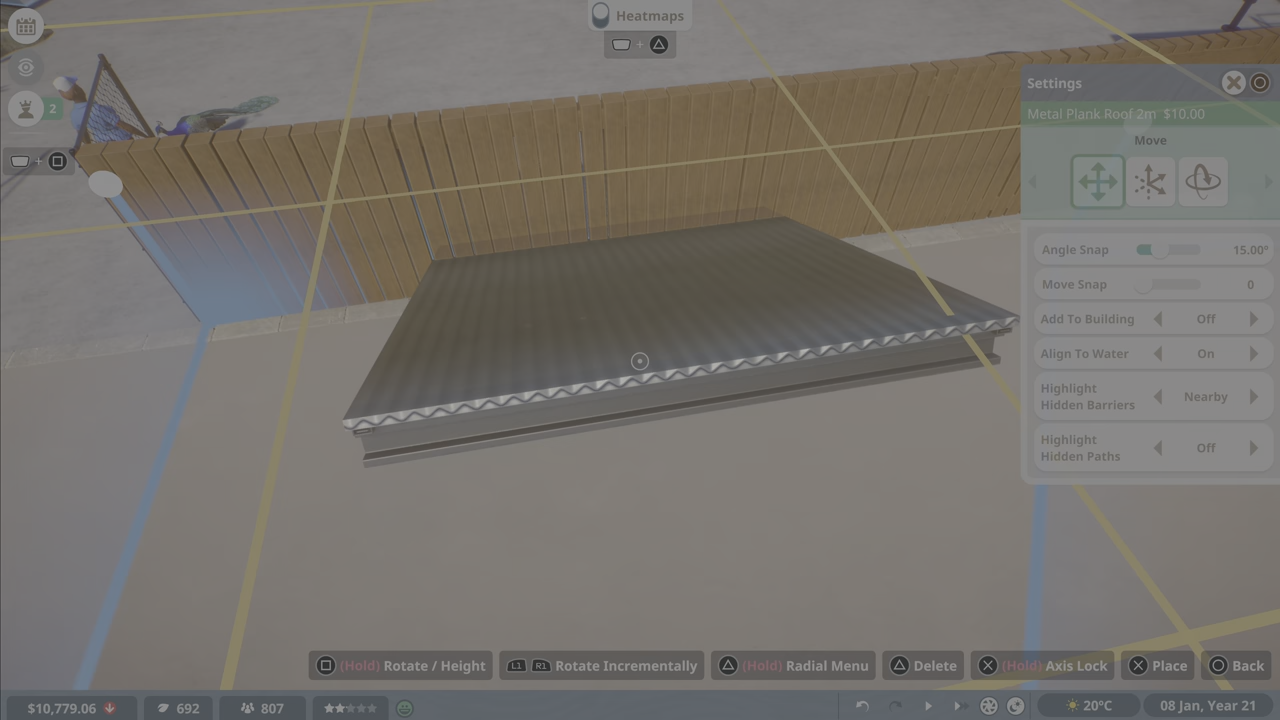 Heatmaps
+
2
+
Settings
Metal Plank Roof 2m $10.00
Move
Angle Snap 15.00°
Move Snap 0
Add To Building Off
Align To Water On
Highlight
Hidden Barriers Nearby
Highlight
Hidden Paths Off
(Hold) Rotate / Height L1 R1 Rotate Incrementally (Hold) Radial Menu Delete (Hold) Axis Lock Place Back
$10,779.06 692 807 20°C 08 Jan, Year 21